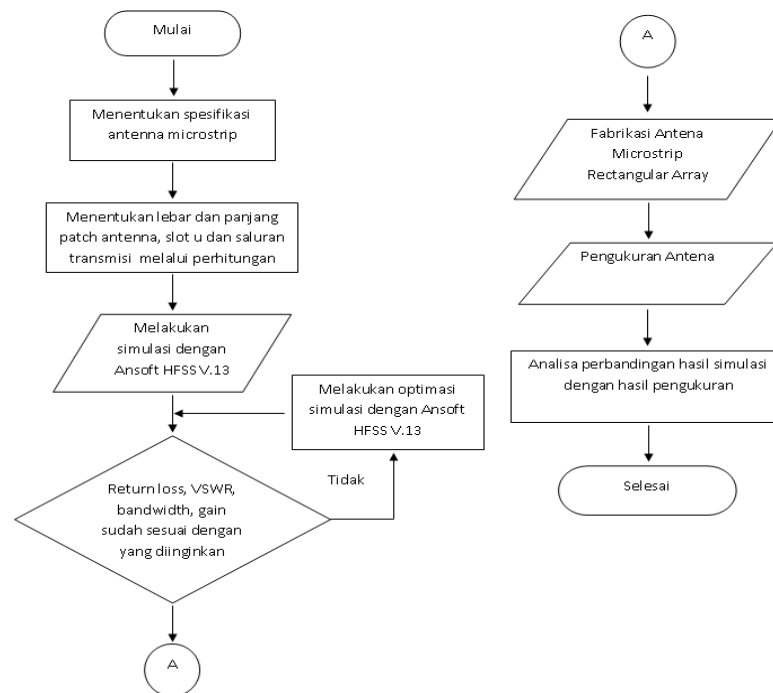 Mulai
Menentukan spesifikasi
antenna microstrip
Menentukan lebar dan panjang
patch antenna, slot u dan saluran
transmisi melalui perhitungan
Melakukan
simulasi dengan
Ansoft HFSS V.13
Melakukan optimasi
simulasi dengan Ansoft
HFSS V.13
Tidak
Return loss, VSWR,
bandwidth, gain
sudah sesuai dengan
yang diinginkan
A
A
Fabrikasi Antena
Microstrip
Rectangular Array
Pengukuran Antena
Analisa perbandingan hasil simulasi
dengan hasil pengukuran
Selesai